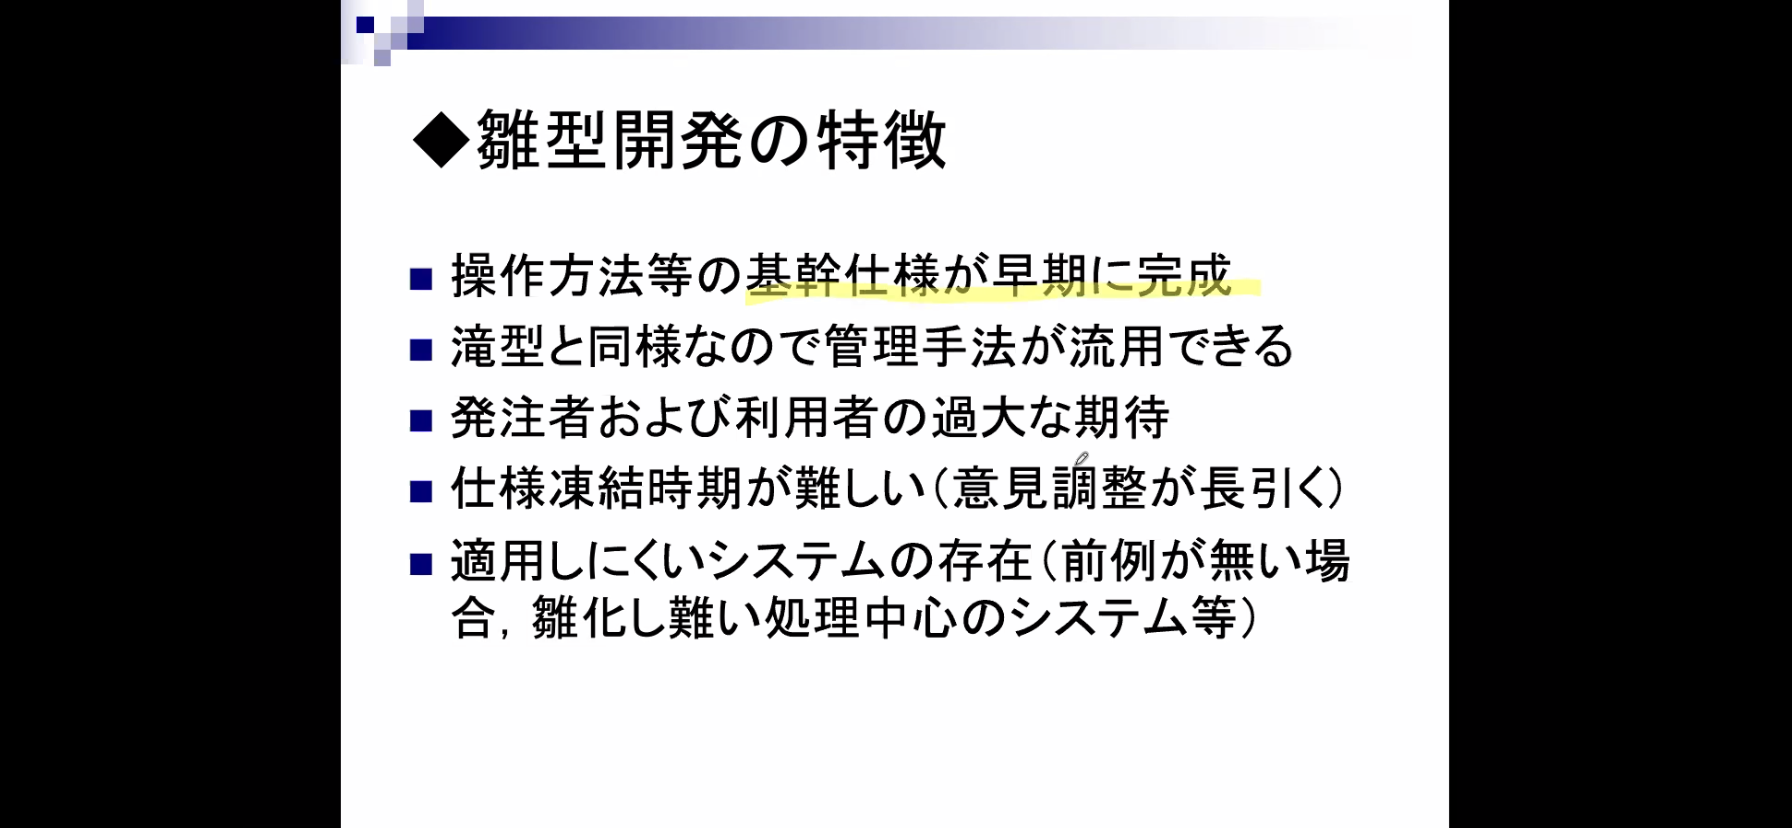 ◆雛型開発の特徴
■ 操作方法等の基幹仕様が早期に完成
■ 滝型と同様なので管理手法が流用できる
■ 発注者および利用者の過大な期待
■ 仕様凍結時期が難しい(意見調整が長引く)
■ 適用しにくいシステムの存在(前例が無い場
合,雛化し難い処理中心のシステム等)